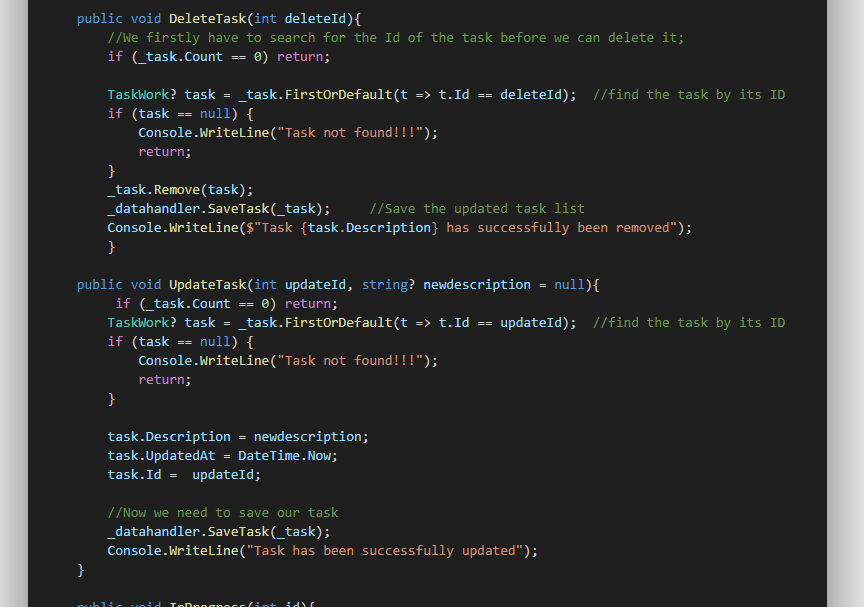 public void DeleteTask(int deleteId){
//We firstly have to search for the Id of the task before we can delete it;
if (_task.Count == 0) return;
TaskWork? task = _task.FirstOrDefault(t => t.Id == deleteId);  //find the task by its ID
if (task == null) {
Console.WriteLine("Task not found!!!");
return;
}
_task.Remove(task);
_datahandler.SaveTask(_task);     //Save the updated task list
Console.WriteLine($"Task {task.Description} has successfully been removed");
}
public void UpdateTask(int updateId, string? newdescription = null){
if (_task.Count == 0) return;
TaskWork? task = _task.FirstOrDefault(t => t.Id == updateId);  //find the task by its ID
if (task == null) {
Console.WriteLine("Task not found!!!");
return;
}
task.Description = newdescription;
task.UpdatedAt = DateTime.Now;
task.Id =  updateId;
//Now we need to save our task
_datahandler.SaveTask(_task);
Console.WriteLine("Task has been successfully updated");
}
public void InProgress(int id){